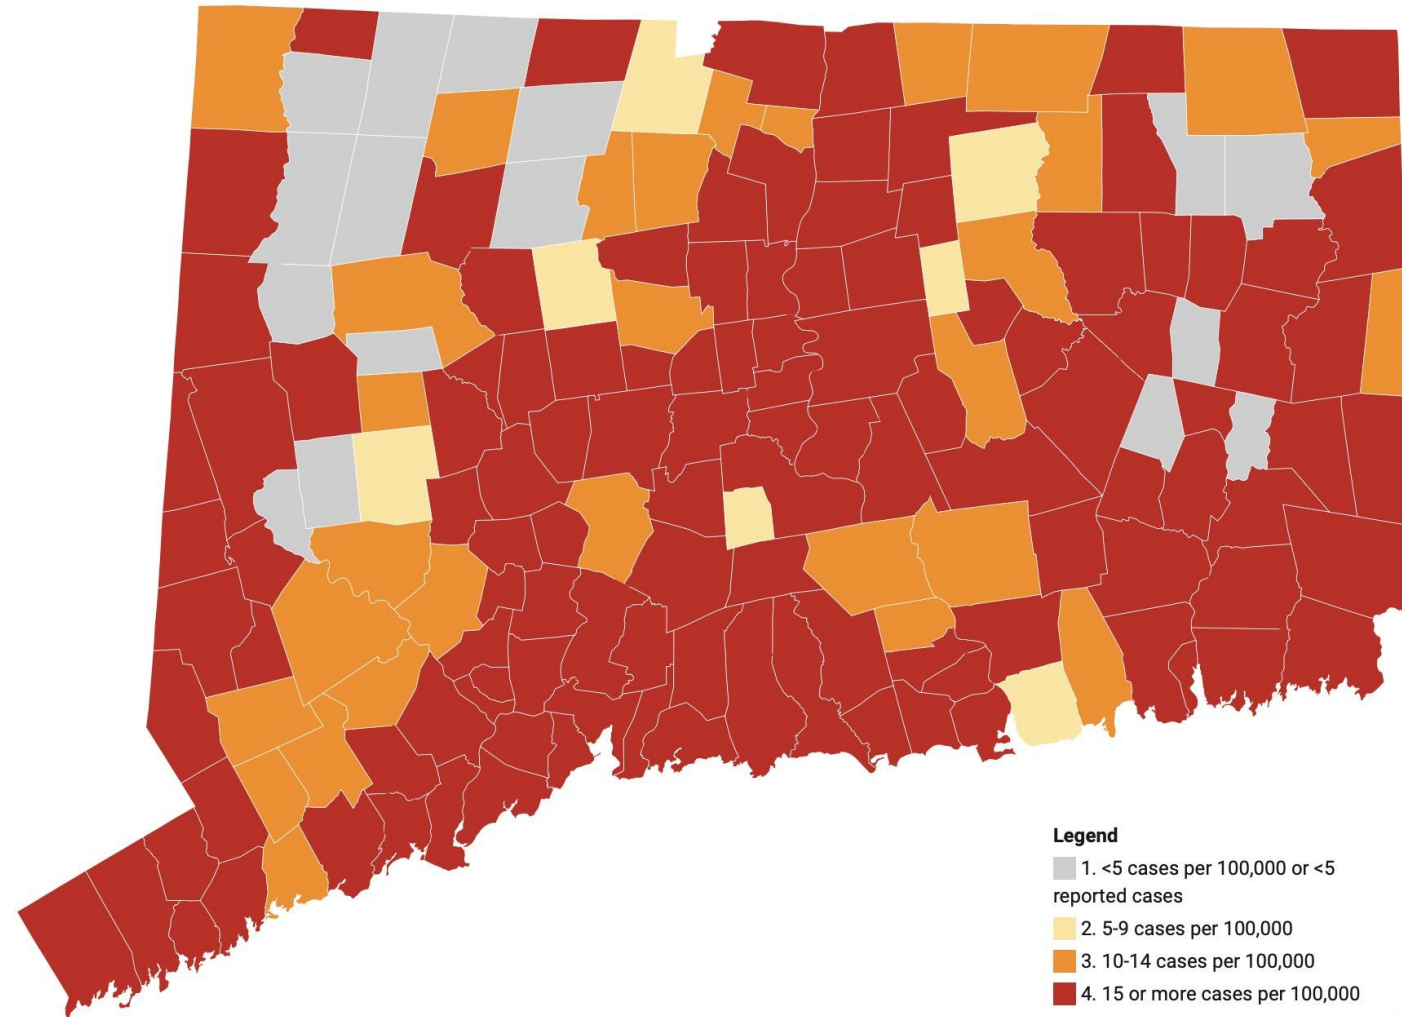 Legend
1. <5 cases per 100,000 or <5
reported cases
2. 5-9 cases per 100,000
3. 10-14 cases per 100,000
4. 15 or more cases per 100,000